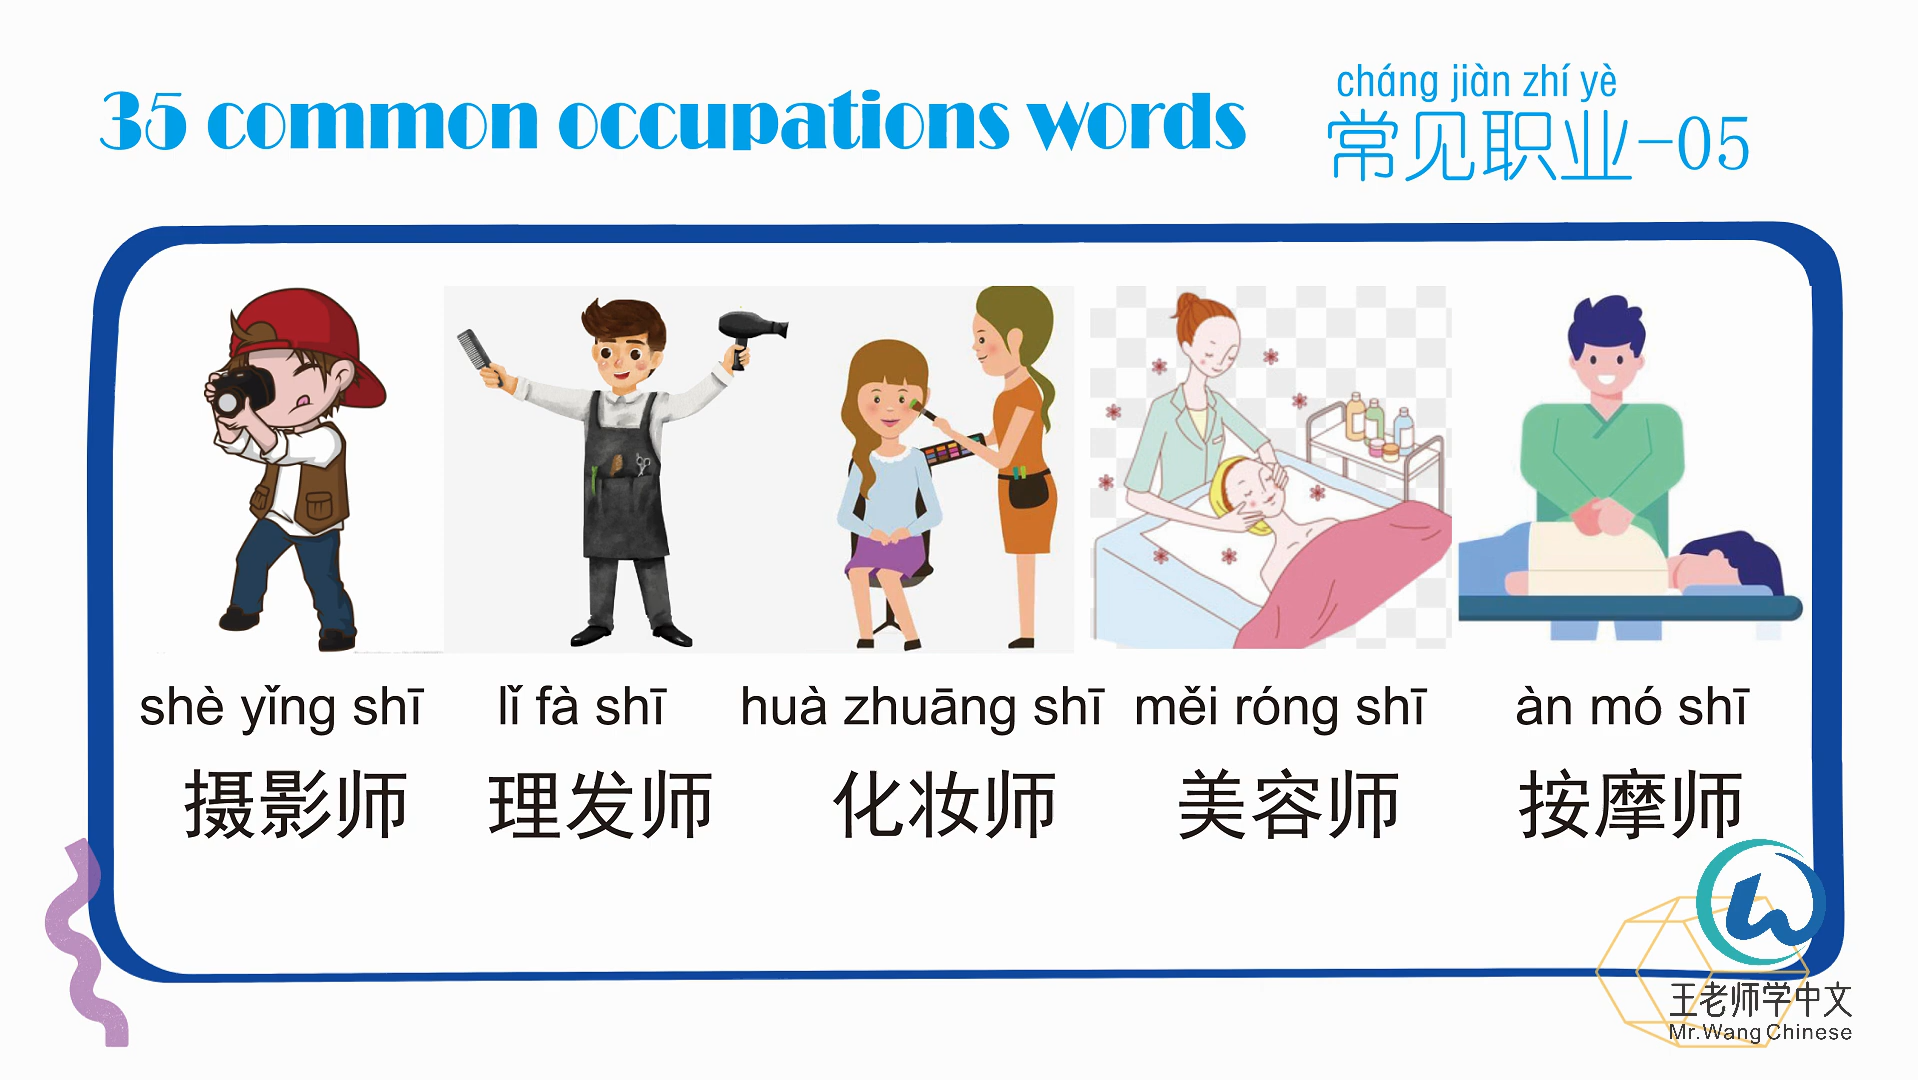 35 common occupations words
cháng jiàn zhí yè
常见职业-05
shè yǐng shī lǐ fà shī huà zhuāng shī měi róng shī àn mó shī
摄影师 理发师 化妆师 美容师 按摩师
王老师学中文
Mr.Wang Chinese